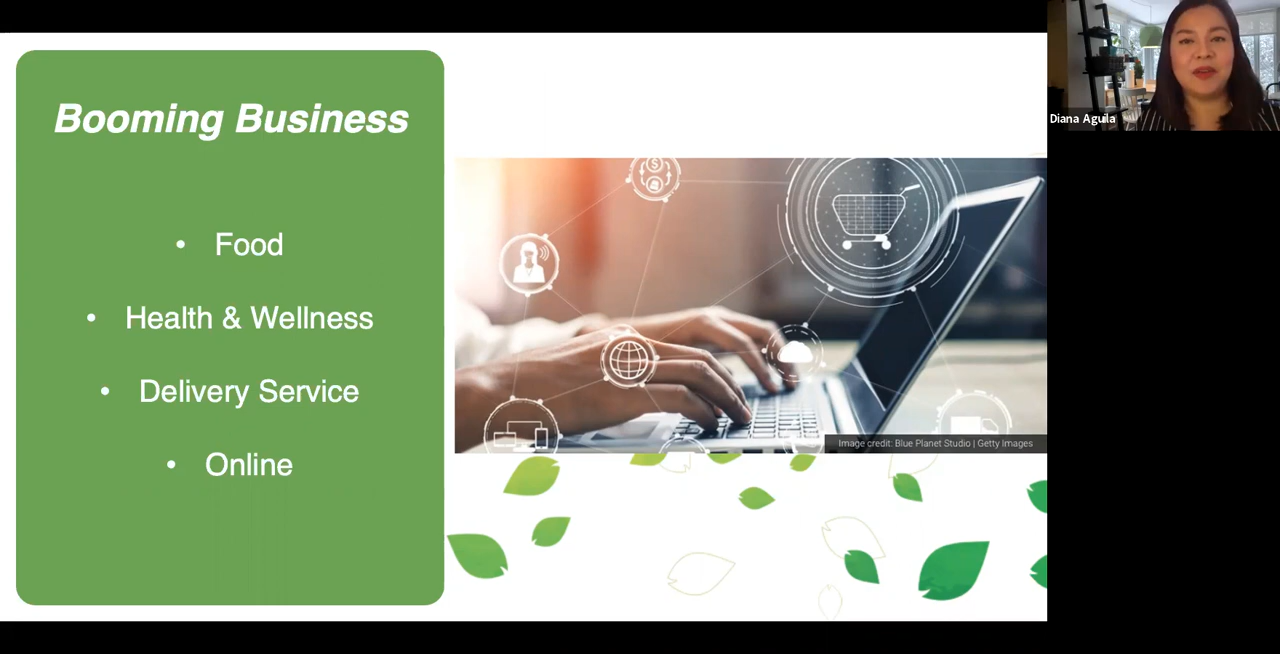 Booming Business
• Food
• Health & Wellness
• Delivery Service
• Online
Image credit: Blue Planet Studio | Getty Images
Diana Aguila